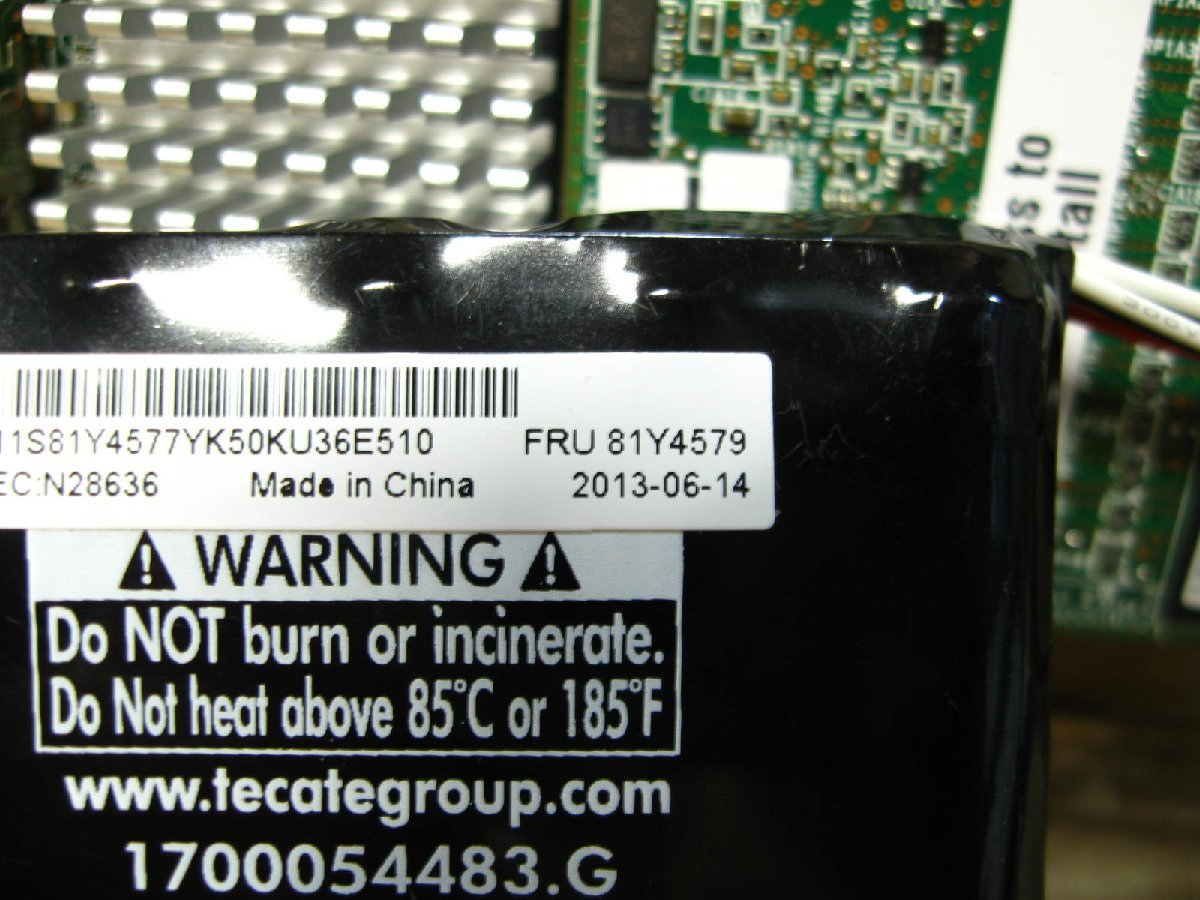 ss to
tall
11S81Y4577YK50KU36E510 FRU 81Y4579
EC:N28636 Made in China 2013-06-14
WARNING
Do NOT burn or incinerate.
Do Not heat above 85°C or 185°F
www.tecategroup.com
1700054483.G